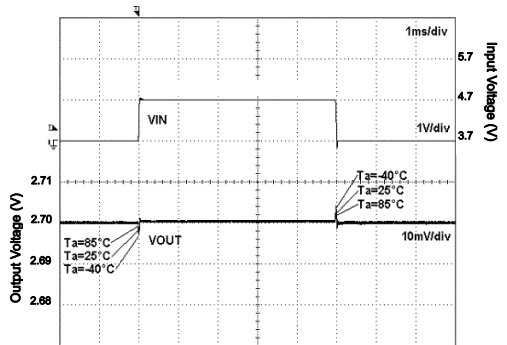 1ms/div
5.7
Input Voltage (V)
4.7
VIN
1V/div
3.7
Ta=-40°C
2.71
Ta=25°C
Ta=85°C
Output Voltage (V)
2.70
10mV/div
Ta=85°C
VOUT
Ta=25°C
2.69
Ta=-40°C
2.68